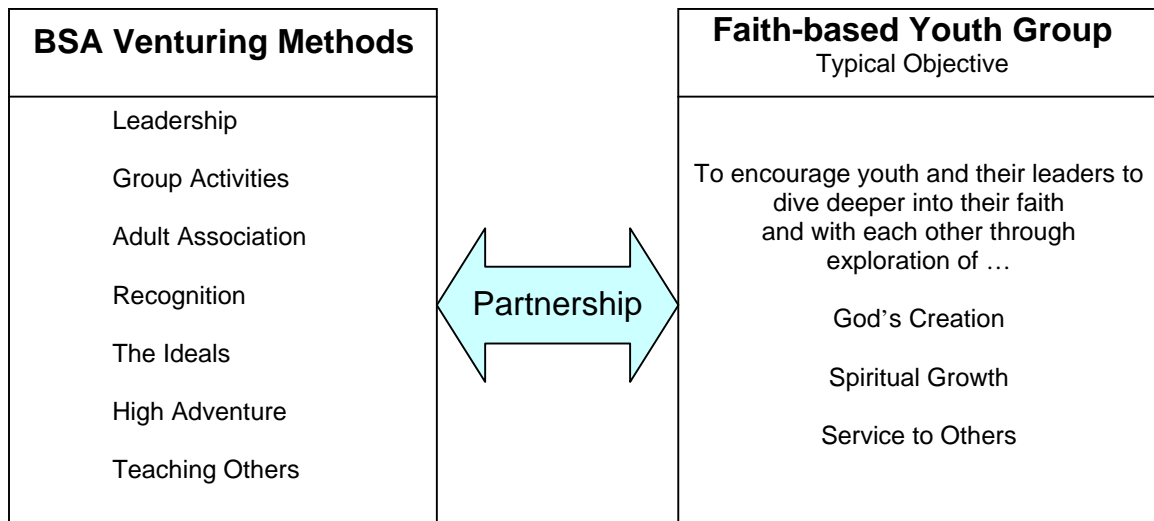 BSA Venturing Methods
Leadership
Group Activities
Adult Association
Recognition
The Ideals
High Adventure
Teaching Others
Partnership
Faith-based Youth Group
Typical Objective
To encourage youth and their leaders to
dive deeper into their faith
and with each other through
exploration of …
God’s Creation
Spiritual Growth
Service to Others